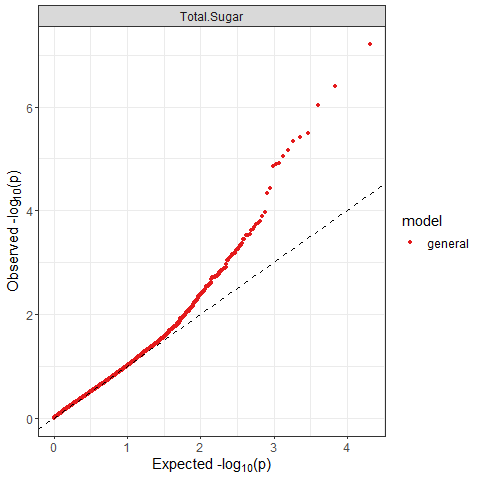 Total.Sugar
Observed -log₁₀(p)
6
4
2
0
0 1 2 3 4
Expected -log₁₀(p)
model
general